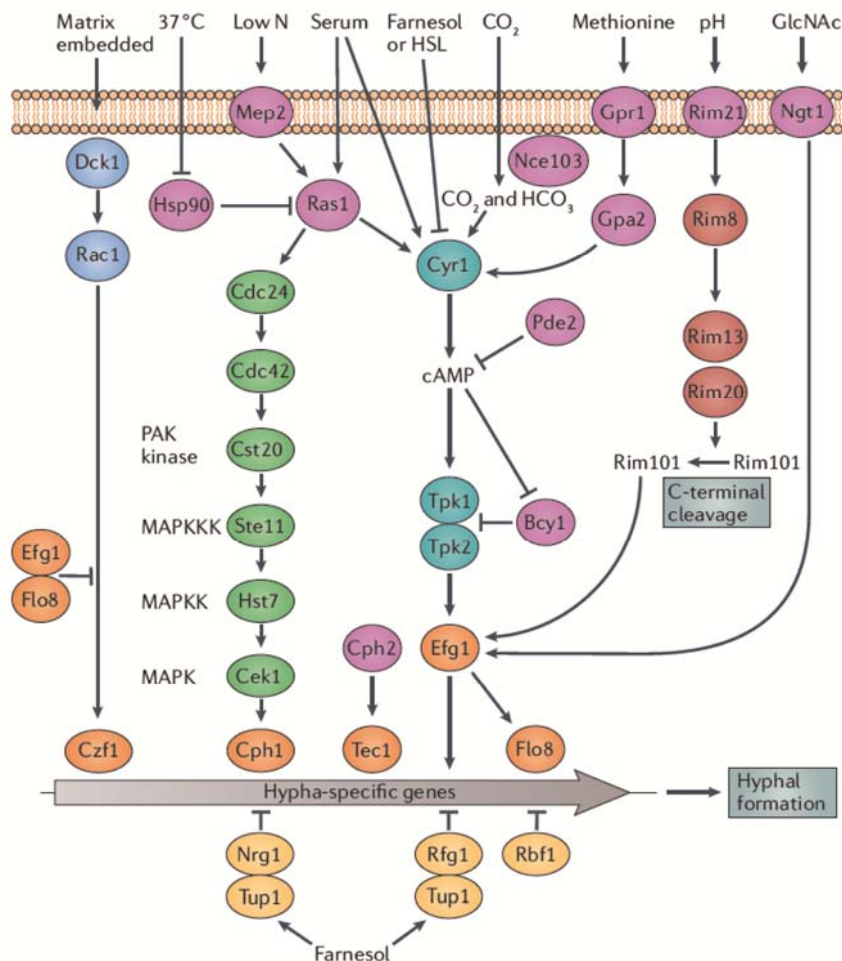 Matrix
embedded
37°C
Low N
Serum
Farnesol
or HSL
CO2
Methionine
pH
GlcNAc
Mep2
Gpr1
Rim21
Ngt1
Dck1
Nce103
Hsp90
Ras1
CO2 and HCO3
Gpa2
Rim8
Rac1
Cyr1
Cdc24
Pde2
Rim13
Cdc42
cAMP
Rim20
PAK
kinase
Cst20
Rim101
Rim101
C-terminal
cleavage
Tpk1
MAPKKK
Ste11
Bcy1
Tpk2
Efg1
Flo8
MAPKK
Hst7
Cph2
Efg1
MAPK
Cek1
Czf1
Cph1
Tec1
Flo8
Hypha-specific genes
Hyphal
formation
Nrg1
Rfg1
Rbf1
Tup1
Tup1
Farnesol